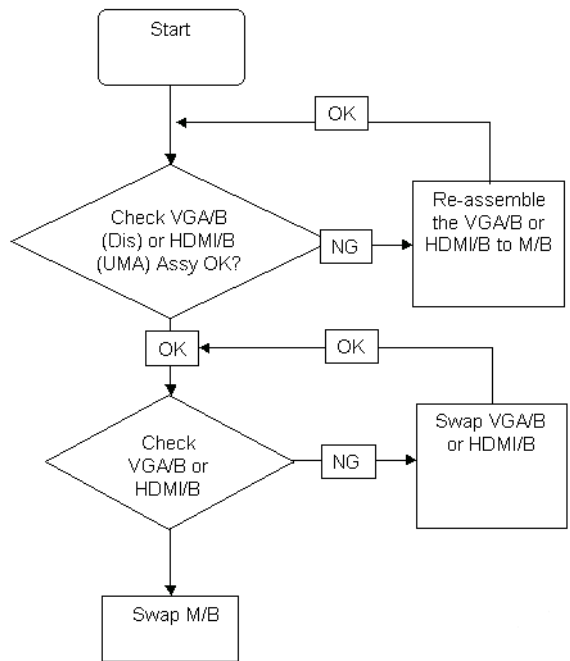 Start
OK
Check VGA/B
(Dis) or HDMI/B
(UMA) Assy OK?
NG
Re-assemble
the VGA/B or
HDMI/B to M/B
OK
OK
Check
VGA/B or
HDMI/B
NG
Swap VGA/B
or HDMI/B
Swap M/B